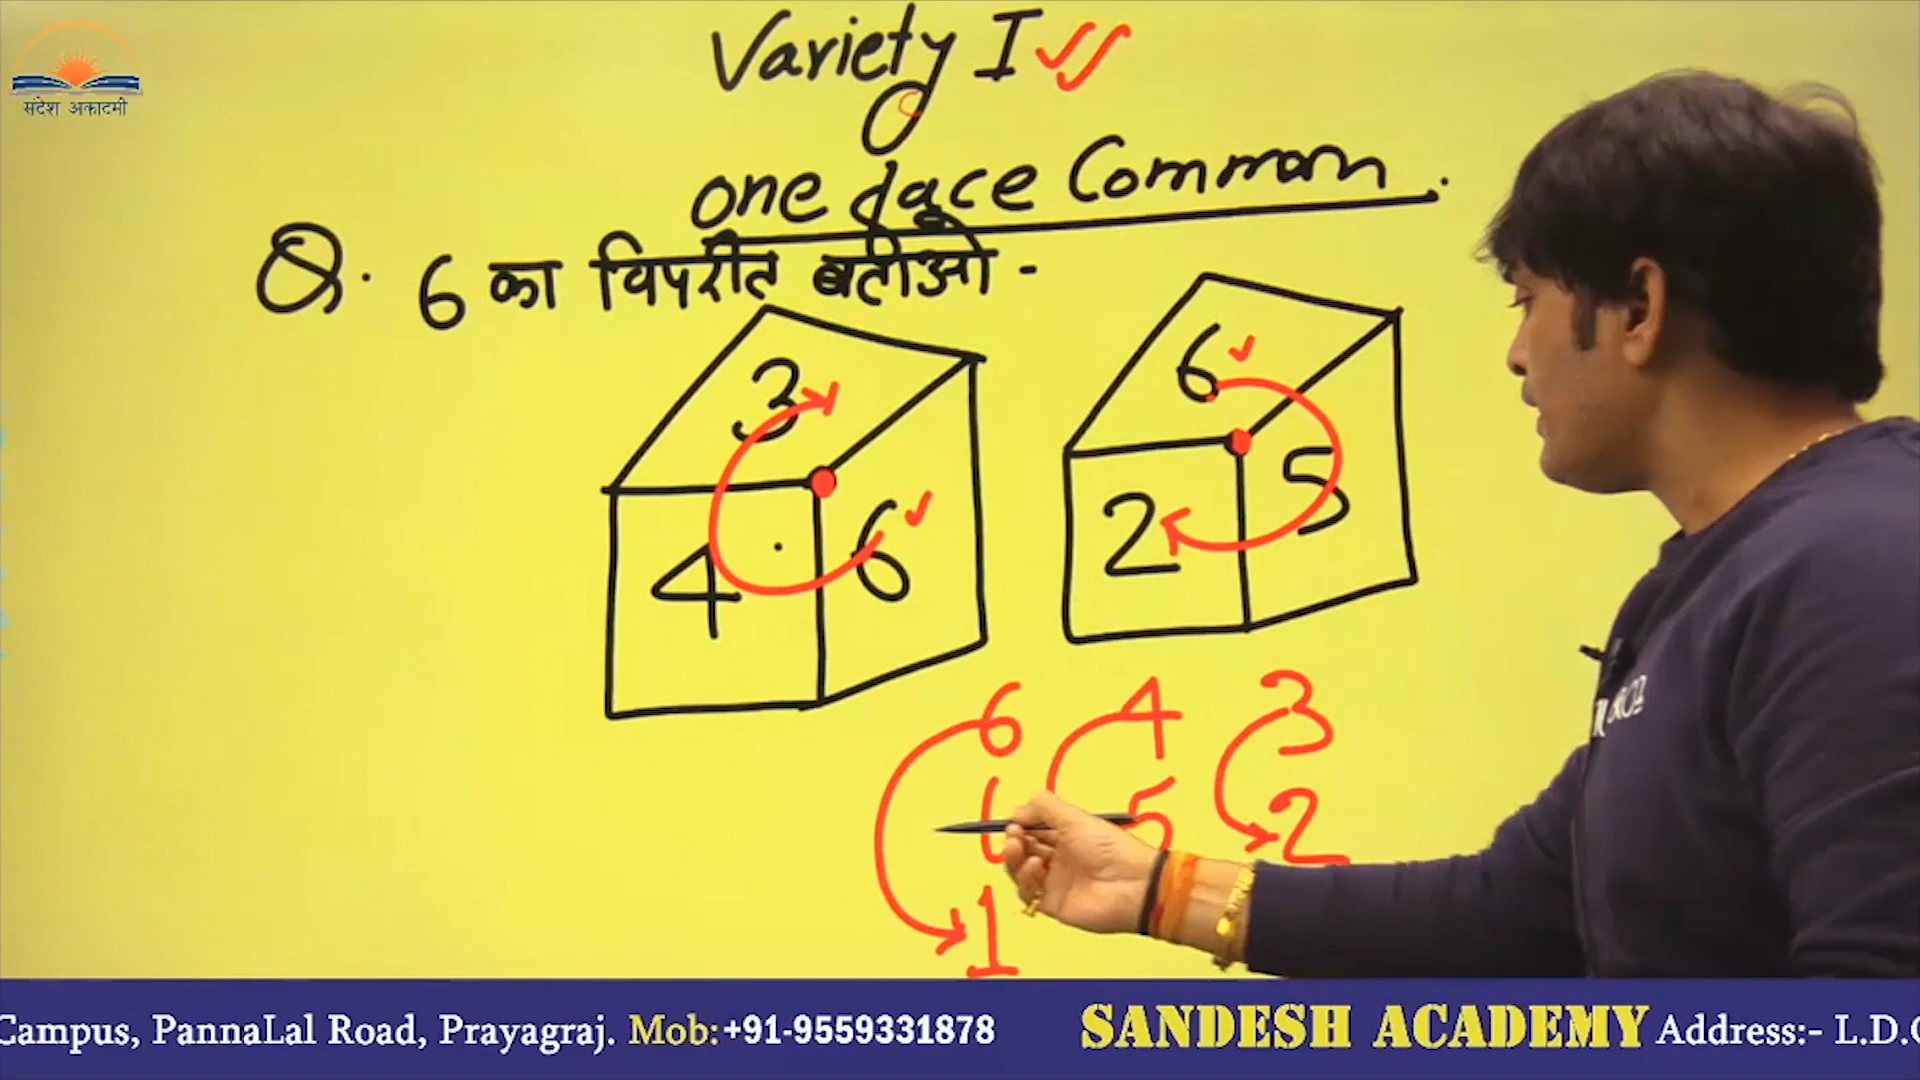 संदेश अकादमी
Variety I
one face Common.
Q. 6 का विपरीत बताओ -
3
4
6
6
2
5
6 4 3
5 2
1
Campus, PannaLal Road, Prayagraj. Mob:+91-9559331878 SANDESH ACADEMY Address:- L.D.C